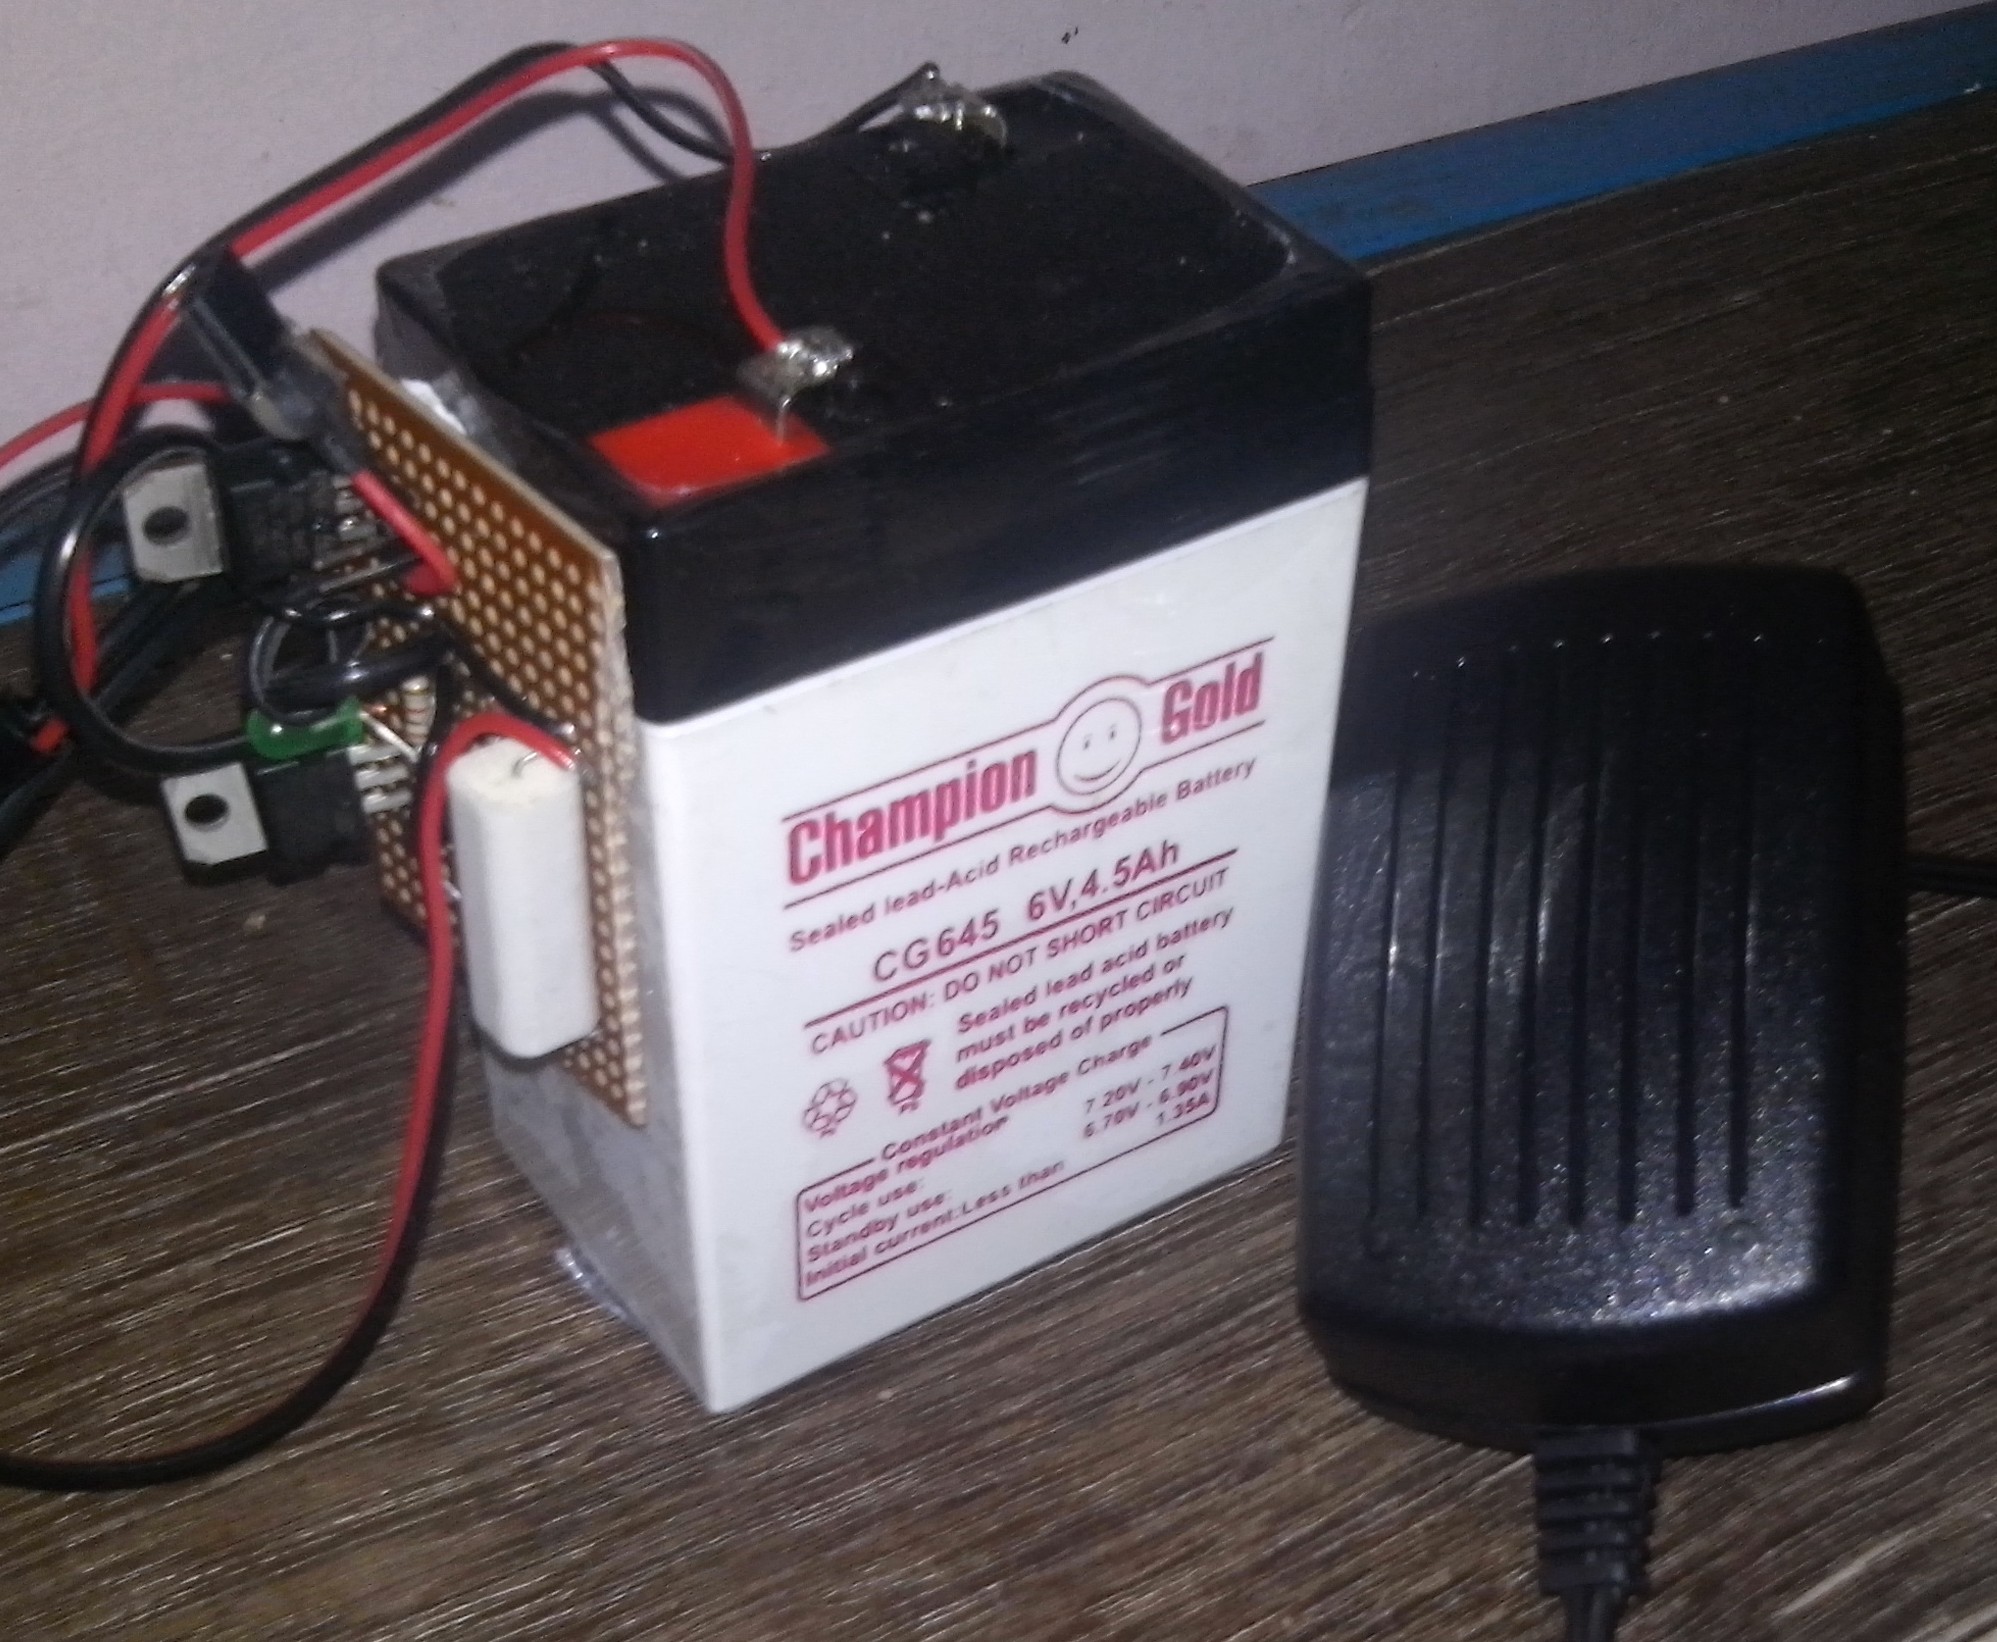 Champion Gold
Sealed lead-Acid Rechargeable Battery
CG645 6V,4.5Ah
CAUTION: DO NOT SHORT CIRCUIT
Sealed lead acid battery
must be recycled or
disposed of properly
Pb
Pb
Constant Voltage Charge
Voltage regulation
Cycle use: 7.20V - 7.40V
Standby use: 6.70V - 6.90V
Initial current:Less than 1.35A